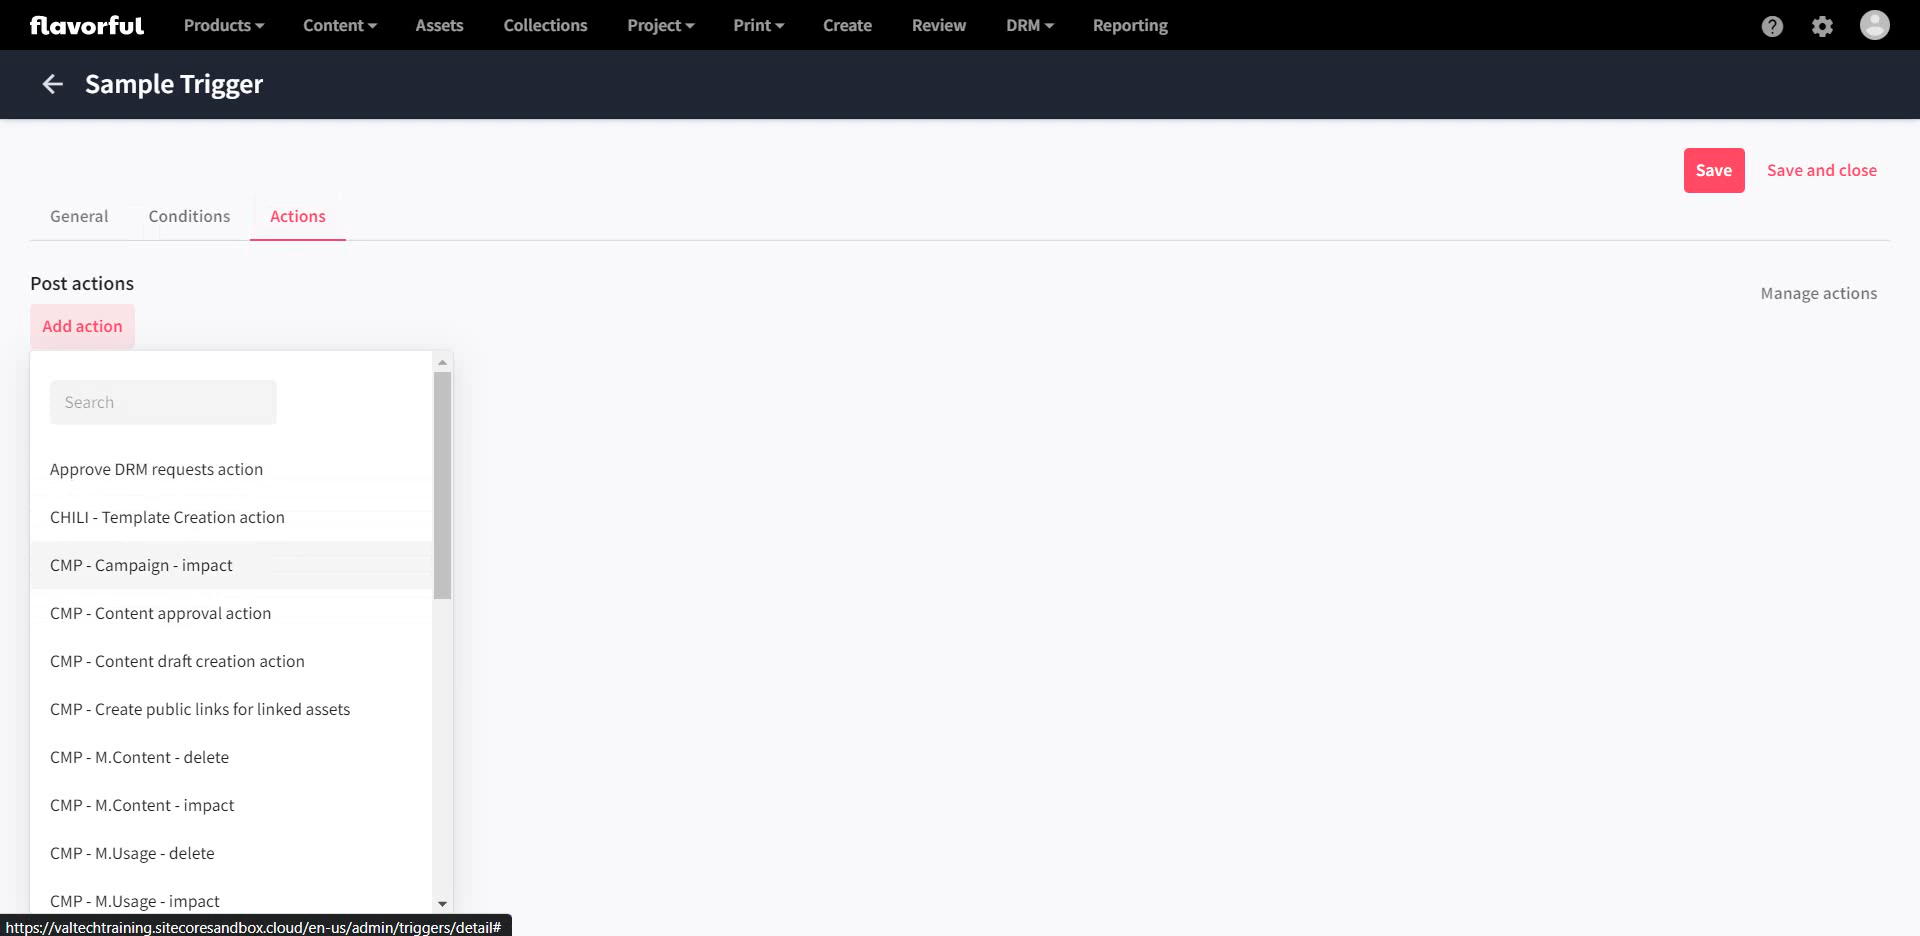 flavorful Products Content Assets Collections Project Print Create Review DRM Reporting ?
← Sample Trigger
Save Save and close
General Conditions Actions
Post actions
Manage actions
Add action
Search
Approve DRM requests action
CHILI - Template Creation action
CMP - Campaign - impact
CMP - Content approval action
CMP - Content draft creation action
CMP - Create public links for linked assets
CMP - M.Content - delete
CMP - M.Content - impact
CMP - M.Usage - delete
CMP - M.Usage - impact
https://valtechtraining.sitecoresandbox.cloud/en-us/admin/triggers/detail#